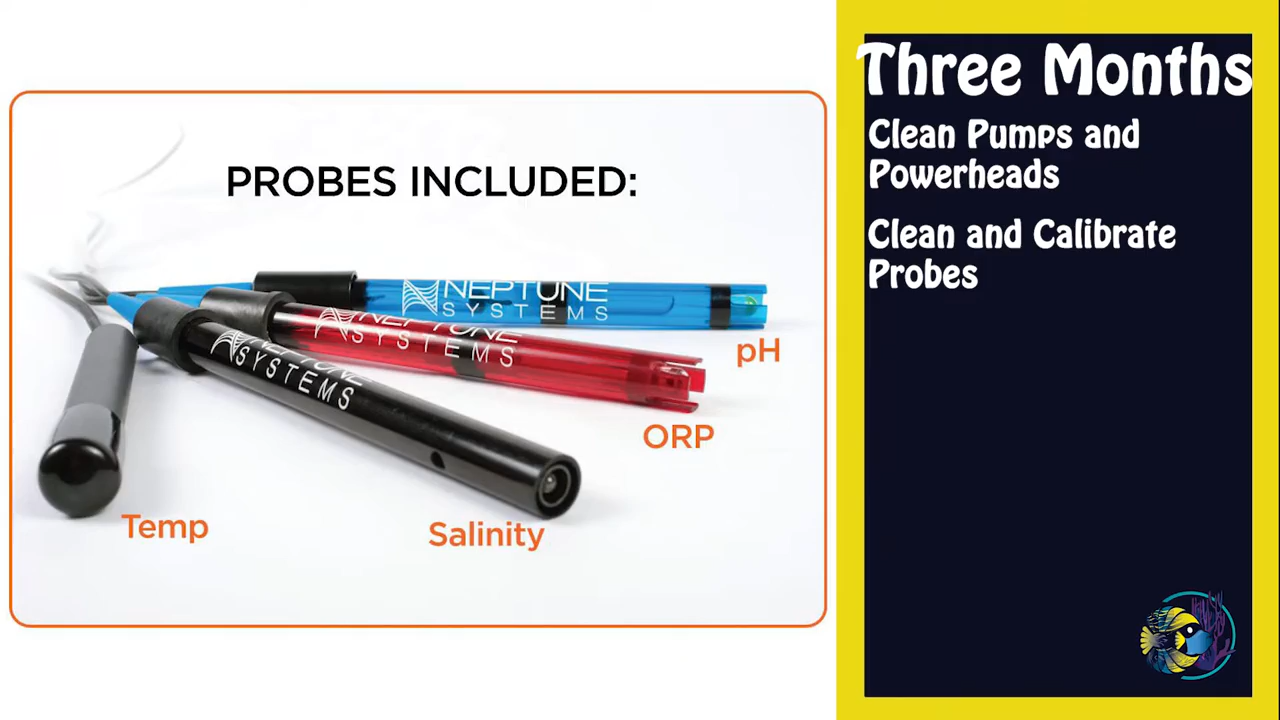 PROBES INCLUDED:
NEPTUNE
SYSTEMS
pH
NEPTUNE
SYSTEMS
ORP
NEPTUNE
SYSTEMS
Salinity
Temp
Three Months
Clean Pumps and
Powerheads
Clean and Calibrate
Probes